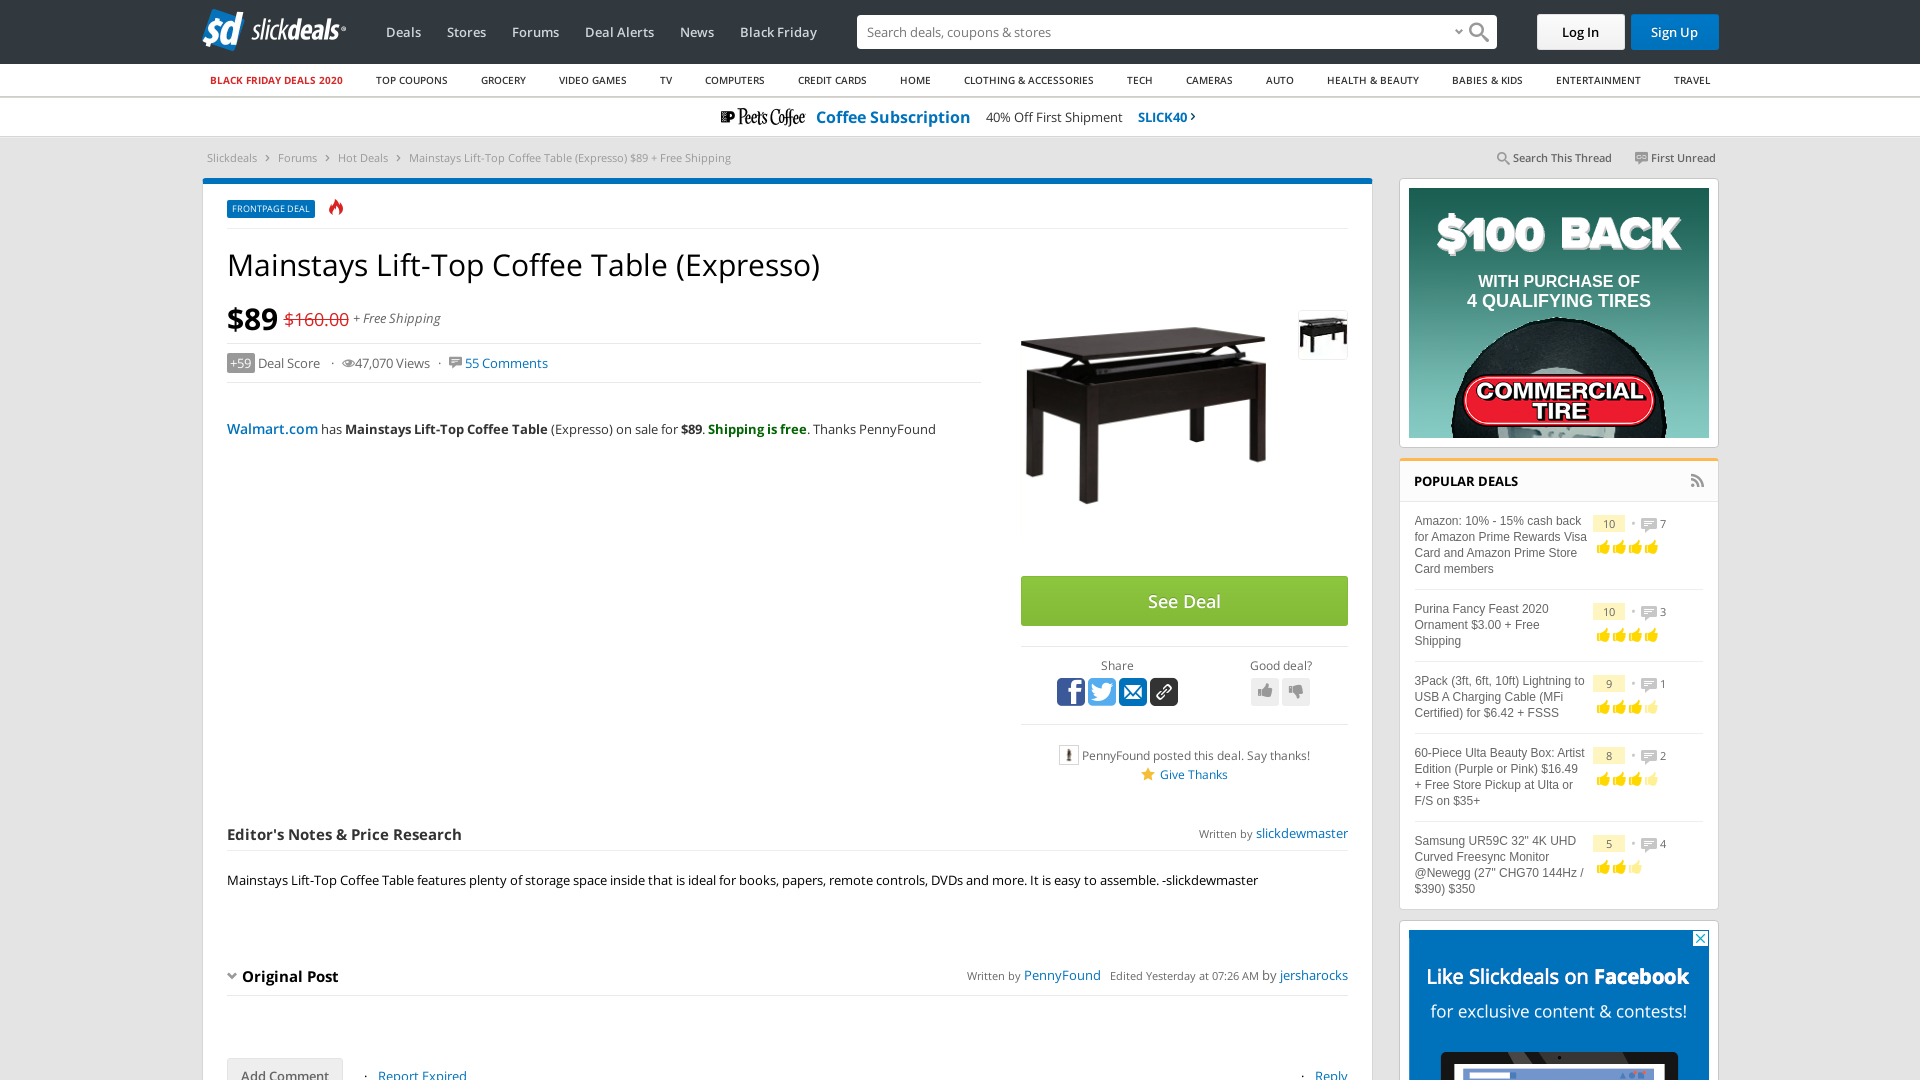 slickdeals
Deals
Stores
Forums
Deal Alerts
News
Black Friday
Search deals, coupons & stores
Log In
Sign Up
BLACK FRIDAY DEALS 2020
TOP COUPONS
GROCERY
VIDEO GAMES
TV
COMPUTERS
CREDIT CARDS
HOME
CLOTHING & ACCESSORIES
TECH
CAMERAS
AUTO
HEALTH & BEAUTY
BABIES & KIDS
ENTERTAINMENT
TRAVEL
Peet's Coffee Coffee Subscription 40% Off First Shipment SLICK40
Slickdeals > Forums > Hot Deals > Mainstays Lift-Top Coffee Table (Expresso) $89 + Free Shipping
Search This Thread
First Unread
FRONTPAGE DEAL
Mainstays Lift-Top Coffee Table (Expresso)
$89 $160.00 + Free Shipping
+59 Deal Score · 47,070 Views · 55 Comments
Walmart.com has Mainstays Lift-Top Coffee Table (Expresso) on sale for $89. Shipping is free. Thanks PennyFound
See Deal
Share
Good deal?
PennyFound posted this deal. Say thanks!
Give Thanks
Editor's Notes & Price Research
Written by slickdewmaster
Mainstays Lift-Top Coffee Table features plenty of storage space inside that is ideal for books, papers, remote controls, DVDs and more. It is easy to assemble. -slickdewmaster
Original Post
Written by PennyFound Edited Yesterday at 07:26 AM by jersharocks
Add Comment · Report Expired
· Reply
$100 BACK
WITH PURCHASE OF
4 QUALIFYING TIRES
COMMERCIAL
TIRE
POPULAR DEALS
Amazon: 10% - 15% cash back
for Amazon Prime Rewards Visa
Card and Amazon Prime Store
Card members
10 • 7
Purina Fancy Feast 2020
Ornament $3.00 + Free
Shipping
10 • 3
3Pack (3ft, 6ft, 10ft) Lightning to
USB A Charging Cable (MFi
Certified) for $6.42 + FSSS
9 • 1
60-Piece Ulta Beauty Box: Artist
Edition (Purple or Pink) $16.49
+ Free Store Pickup at Ulta or
F/S on $35+
8 • 2
Samsung UR59C 32" 4K UHD
Curved Freesync Monitor
@Newegg (27" CHG70 144Hz /
$390) $350
5 • 4
Like Slickdeals on Facebook
for exclusive content & contests!